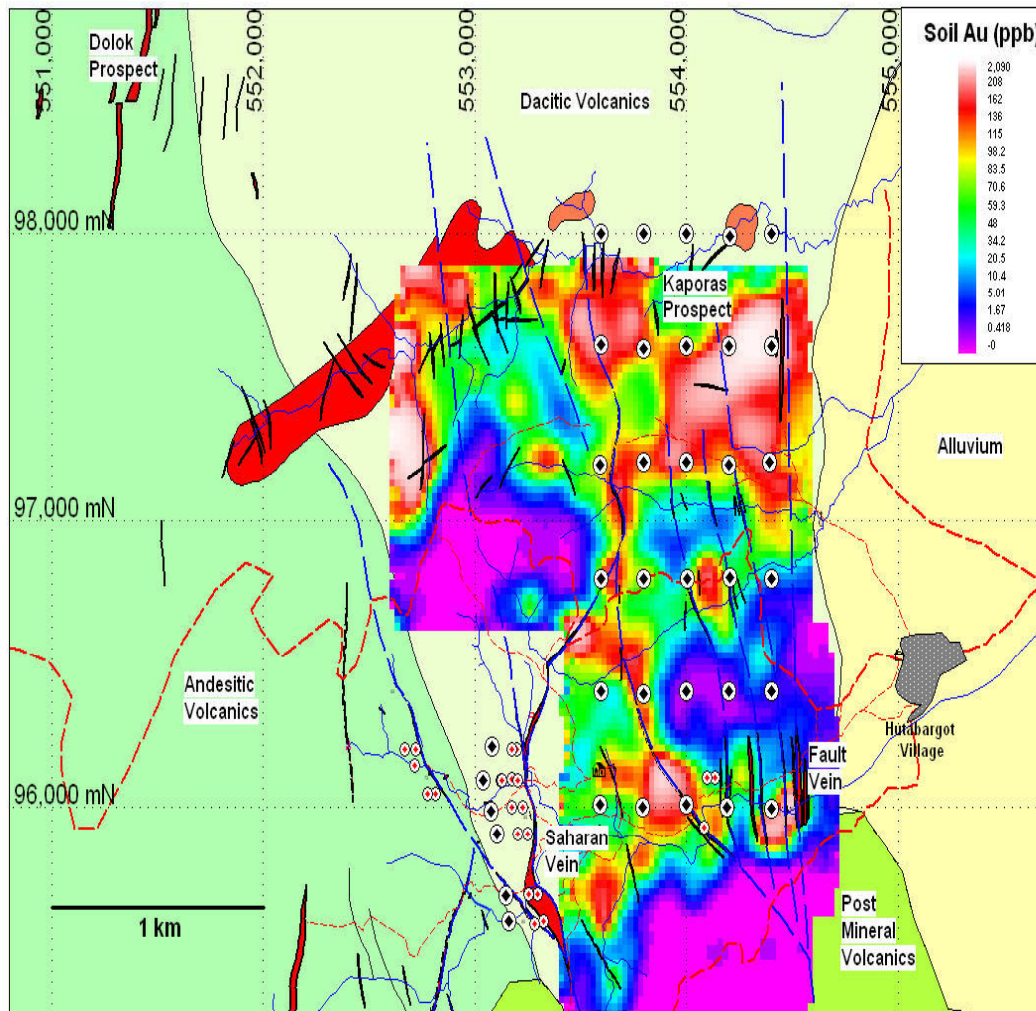 551,000
552,000
553,000
554,000
555,000
Soil Au (ppb)
2,090
208
162
136
115
98.2
83.5
70.6
59.3
48
34.2
20.5
10.4
5.01
1.67
0.418
-0
Dolok
Prospect
Dacitic Volcanics
98,000 mN
Kaporas
Prospect
Alluvium
97,000 mN
Andesitic
Volcanics
Hutabargot
Village
Fault
Vein
96,000 mN
Saharan
Vein
1 km
Post
Mineral
Volcanics